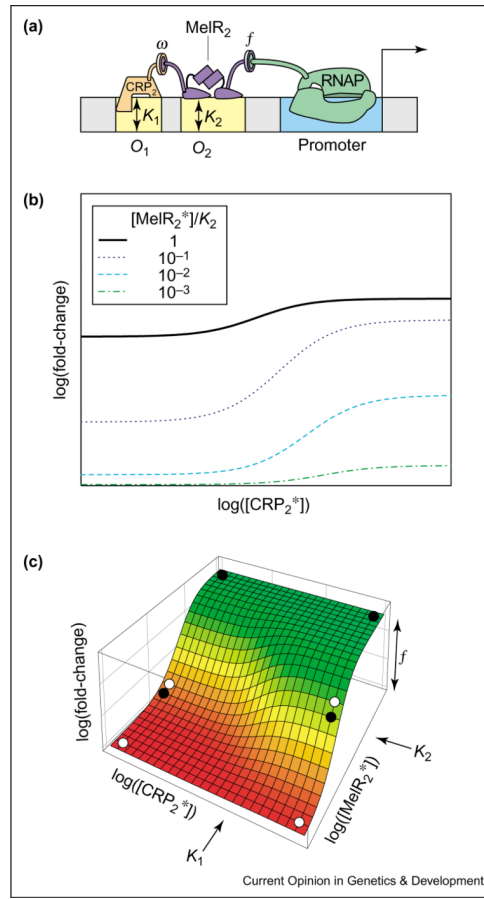 (a)
MelR₂
ω
f
CRP₂
RNAP
K₁
K₂
O₁
O₂
Promoter
(b)
[MelR₂*]/K₂
1
10⁻¹
10⁻²
10⁻³
log(fold-change)
log([CRP₂*])
(c)
log(fold-change)
f
K₂
log([CRP₂*])
log([MelR₂*])
K₁
Current Opinion in Genetics & Development